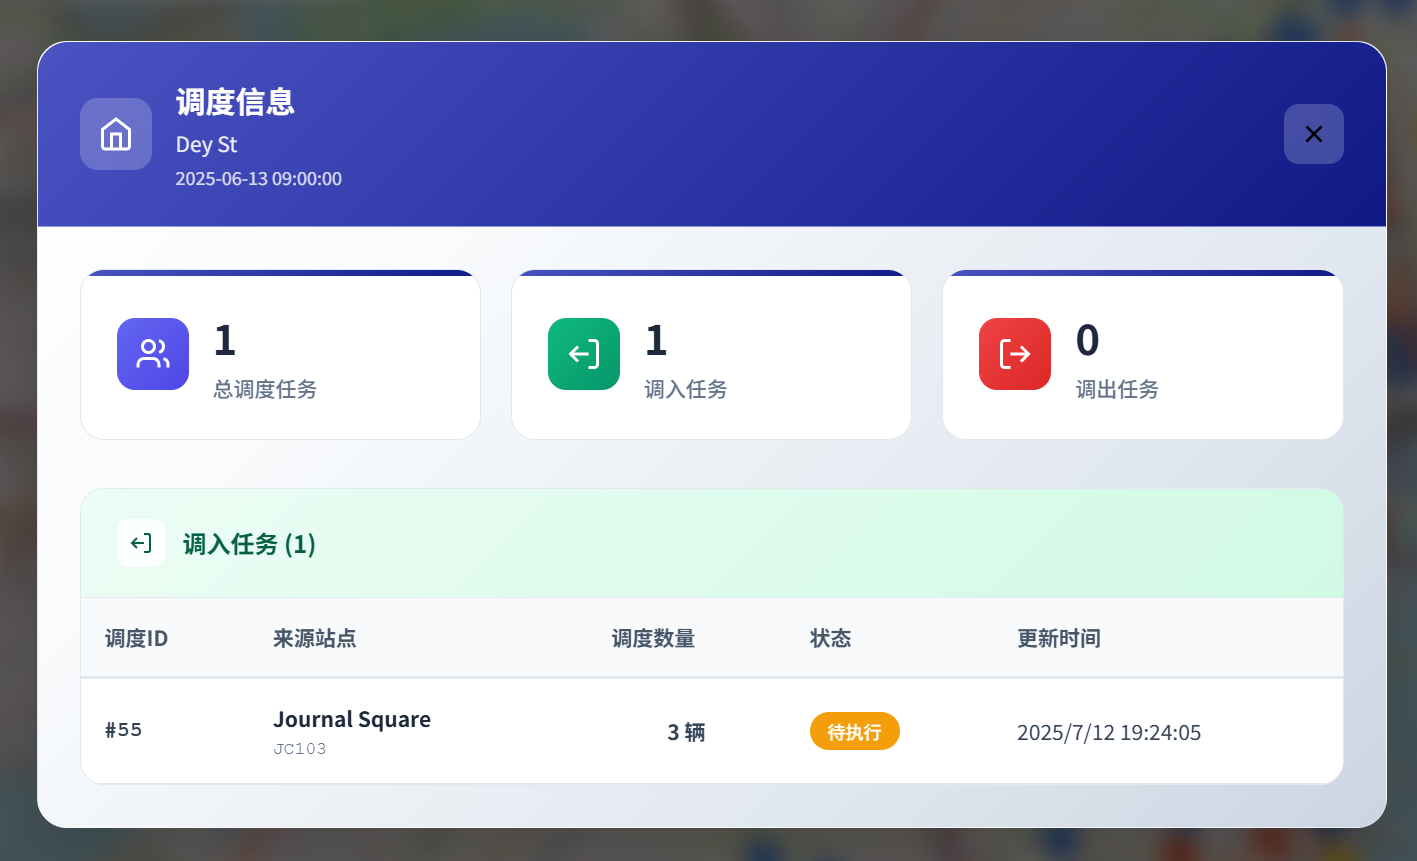 调度信息
Dey St
2025-06-13 09:00:00
1
总调度任务
1
调入任务
0
调出任务
调入任务 (1)
调度ID 来源站点 调度数量 状态 更新时间
#55 Journal Square 3 辆 待执行 2025/7/12 19:24:05
JC103